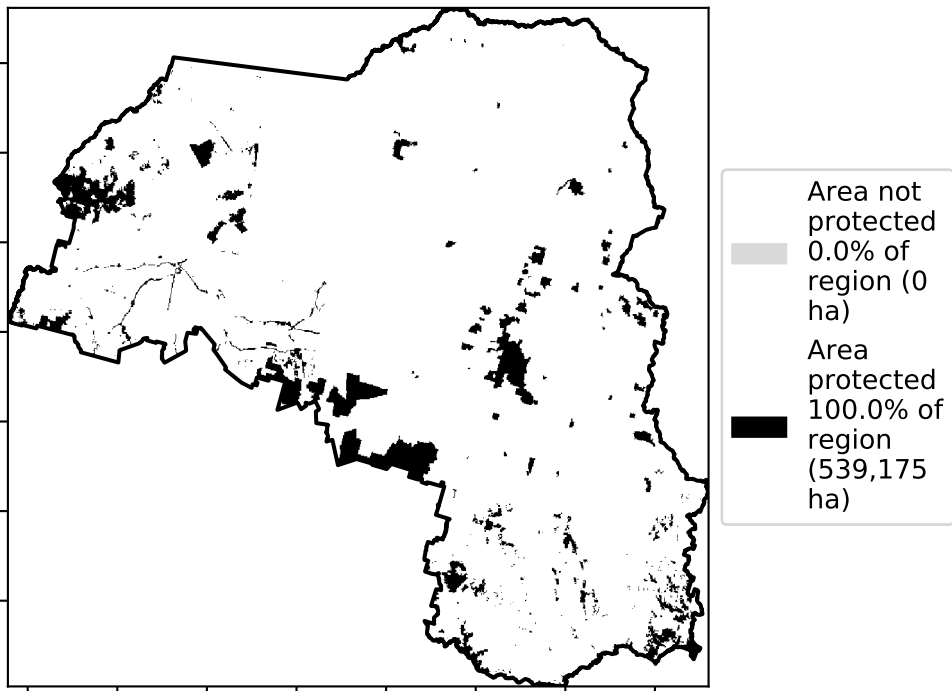 Area not
protected
0.0% of
region (0
ha)
Area
protected
100.0% of
region
(539,175
ha)